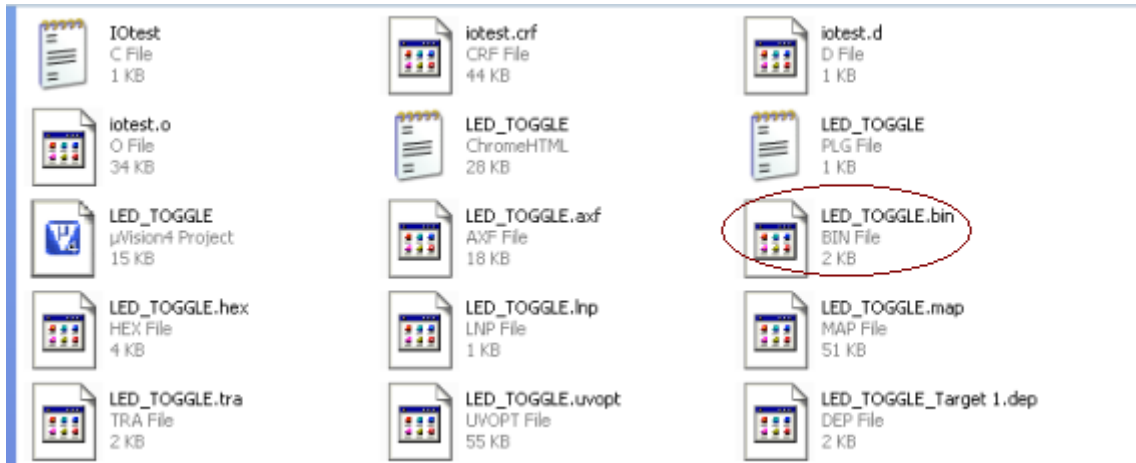 IOtest
C File
1 KB
iotest.crf
CRF File
44 KB
iotest.d
D File
1 KB
iotest.o
O File
34 KB
LED_TOGGLE
ChromeHTML
28 KB
LED_TOGGLE
PLG File
1 KB
LED_TOGGLE
µVision4 Project
15 KB
LED_TOGGLE.axf
AXF File
18 KB
LED_TOGGLE.bin
BIN File
2 KB
LED_TOGGLE.hex
HEX File
4 KB
LED_TOGGLE.lnp
LNP File
1 KB
LED_TOGGLE.map
MAP File
51 KB
LED_TOGGLE.tra
TRA File
2 KB
LED_TOGGLE.uvopt
UVOPT File
55 KB
LED_TOGGLE_Target 1.dep
DEP File
2 KB